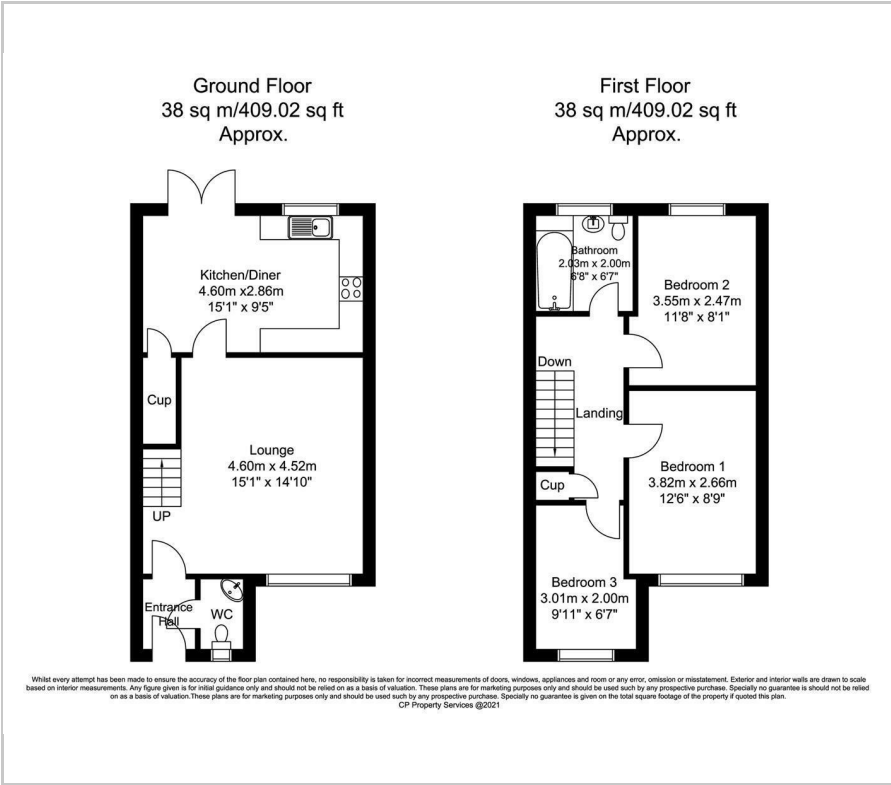 Ground Floor
38 sq m/409.02 sq ft
Approx.
Kitchen/Diner
4.60m x2.86m
15'1" x 9'5"
Cup
Lounge
4.60m x 4.52m
15'1" x 14'10"
UP
Entrance
Hall
WC
First Floor
38 sq m/409.02 sq ft
Approx.
Bathroom
2.03m x 2.00m
6'8" x 6'7"
Bedroom 2
3.55m x 2.47m
11'8" x 8'1"
Down
Landing
Bedroom 1
3.82m x 2.66m
12'6" x 8'9"
Cup
Bedroom 3
3.01m x 2.00m
9'11" x 6'7"
Whilst every attempt has been made to ensure the accuracy of the floor plan contained here, no responsibility is taken for incorrect measurements of doors, windows, appliances and room or any error, omission or misstatement. Exterior and interior walls are drawn to scale
based on interior measurements. Any figure given is for initial guidance only and should not be relied on as a basis of valuation. These plans are for marketing purposes only and should be used such by any prospective purchase. Specially no guarantee is should not be relied
on as a basis of valuation.These plans are for marketing purposes only and should be used such by any prospective purchase. Specially no guarantee is given on the total square footage of the property if quoted this plan.
CP Property Services @2021